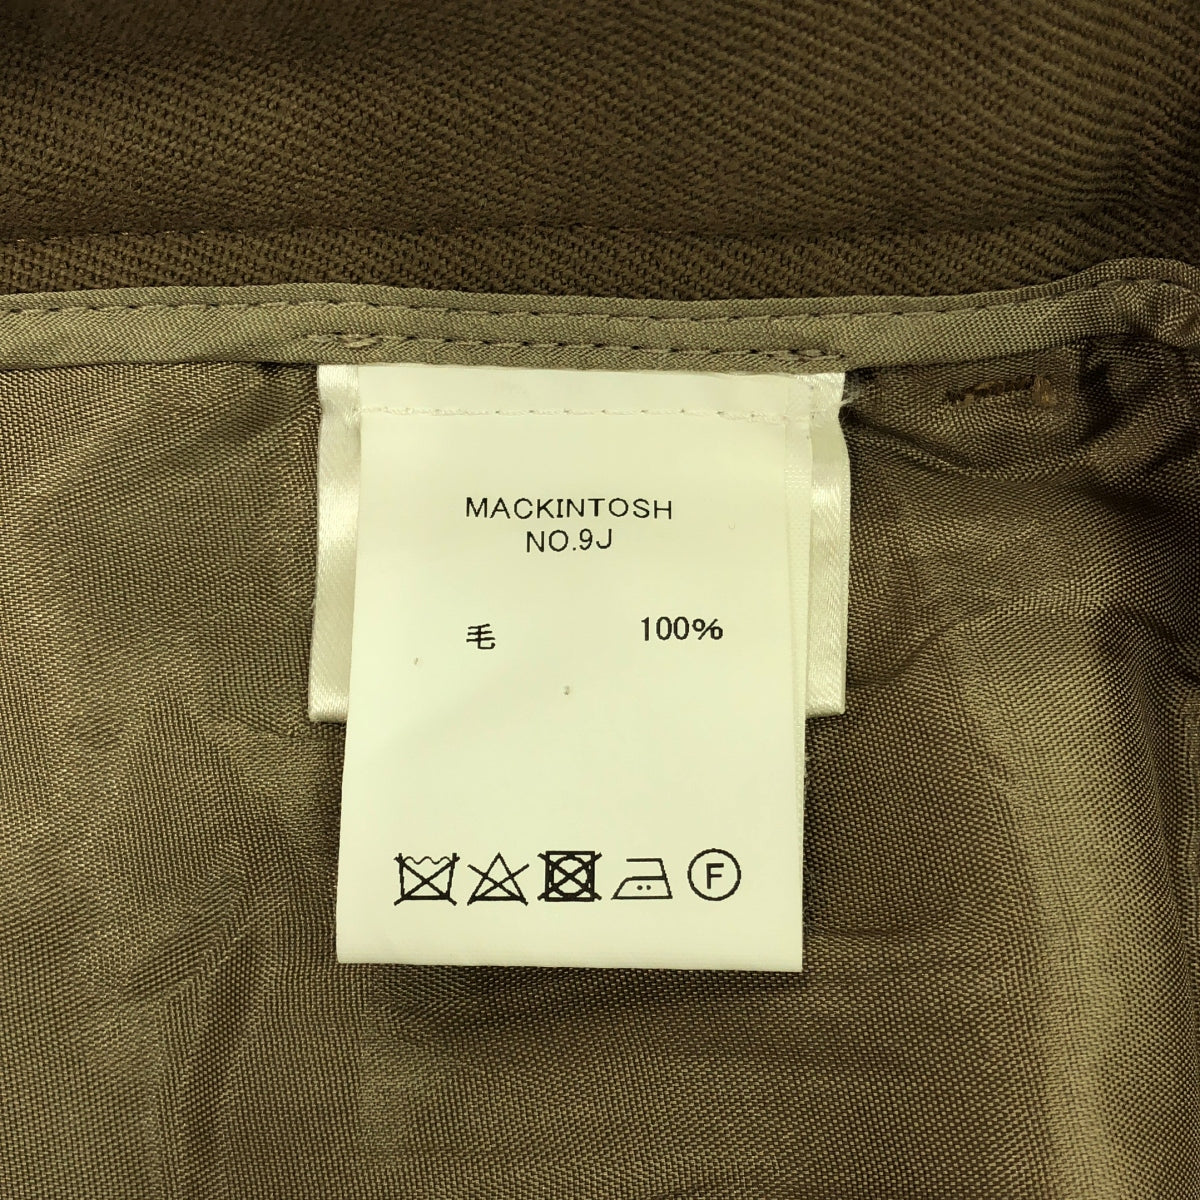 MACKINTOSH
NO.9J
毛 100%
F